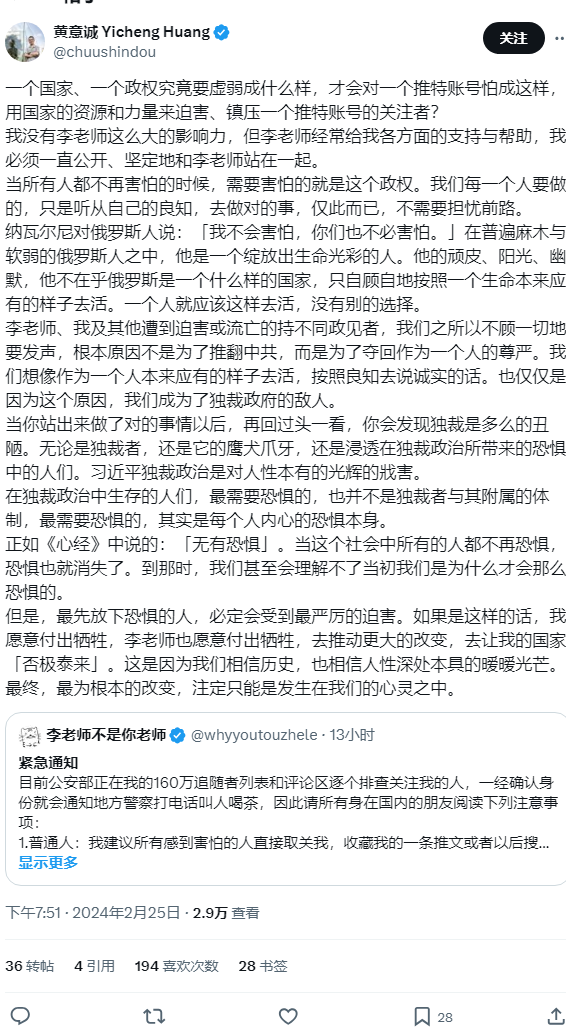 黄意诚 Yicheng Huang
@chuushindou
关注
一个国家、一个政权究竟要虚弱成什么样，才会对一个推特账号怕成这样，
用国家的资源和力量来迫害、镇压一个推特账号的关注者？
我没有李老师这么大的影响力，但李老师经常给我各方面的支持与帮助，我
必须一直公开、坚定地和李老师站在一起。
当所有人都不再害怕的时候，需要害怕的就是这个政权。我们每一个人要做
的，只是听从自己的良知，去做对的事，仅此而已，不需要担忧前路。
纳瓦尔尼对俄罗斯人说：「我不会害怕，你们也不必害怕。」在普遍麻木与
软弱的俄罗斯人之中，他是一个绽放出生命光彩的人。他的顽皮、阳光、幽
默，他不在乎俄罗斯是一个什么样的国家，只自顾自地按照一个生命本来应
有的样子去活。一个人就应该这样去活，没有别的选择。
李老师、我及其他遭到迫害或流亡的持不同政见者，我们之所以不顾一切地
要发声，根本原因不是为了推翻中共，而是为了夺回作为一个人的尊严。我
们想像作为一个人本来应有的样子去活，按照良知去说诚实的话。也仅仅是
因为这个原因，我们成为了独裁政府的敌人。
当你站出来做了对的事情以后，再回过头一看，你会发现独裁是多么的丑
陋。无论是独裁者，还是它的鹰犬爪牙，还是浸透在独裁政治所带来的恐惧
中的人们。习近平独裁政治是对人性本有的光辉的戕害。
在独裁政治中生存的人们，最需要恐惧的，也并不是独裁者与其附属的体
制，最需要恐惧的，其实是每个人内心的恐惧本身。
正如《心经》中说的：「无有恐惧」。当这个社会中所有的人都不再恐惧，
恐惧也就消失了。到那时，我们甚至会理解不了当初我们是为什么才会那么
恐惧的。
但是，最先放下恐惧的人，必定会受到最严厉的迫害。如果是这样的话，我
愿意付出牺牲，李老师也愿意付出牺牲，去推动更大的改变，去让我的国家
「否极泰来」。这是因为我们相信历史，也相信人性深处本具的暖暖光芒。
最终，最为根本的改变，注定只能是发生在我们的心灵之中。
李老师不是你老师 @whyyoutouzhele · 13小时
紧急通知
目前公安部正在我的160万追随者列表和评论区逐个排查关注我的人，一经确认身
份就会通知地方警察打电话叫人喝茶，因此请所有身在国内的朋友阅读下列注意事
项：
1.普通人：我建议所有感到害怕的人直接取关我，收藏我的一条推文或者以后搜...
显示更多
下午7:51 · 2024年2月25日 · 2.9万 查看
36 转帖 4 引用 194 喜欢次数 28 书签
28